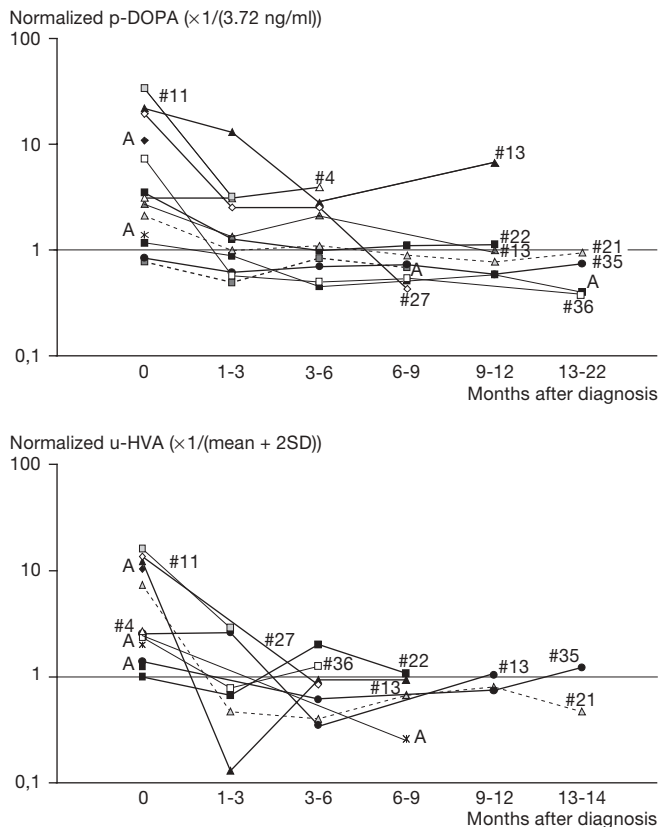 Normalized p-DOPA (×1/(3.72 ng/ml))
100
#11
A
10
#13
#4
A
#22
1
#13
#21
A
#35
A
#27
#36
0,1
0 1-3 3-6 6-9 9-12 13-22
Months after diagnosis
Normalized u-HVA (×1/(mean + 2SD))
100
A
#11
10
#4
#27
A
#36
#22
#13
#35
A
1
#13
#21
A
0,1
0 1-3 3-6 6-9 9-12 13-14
Months after diagnosis